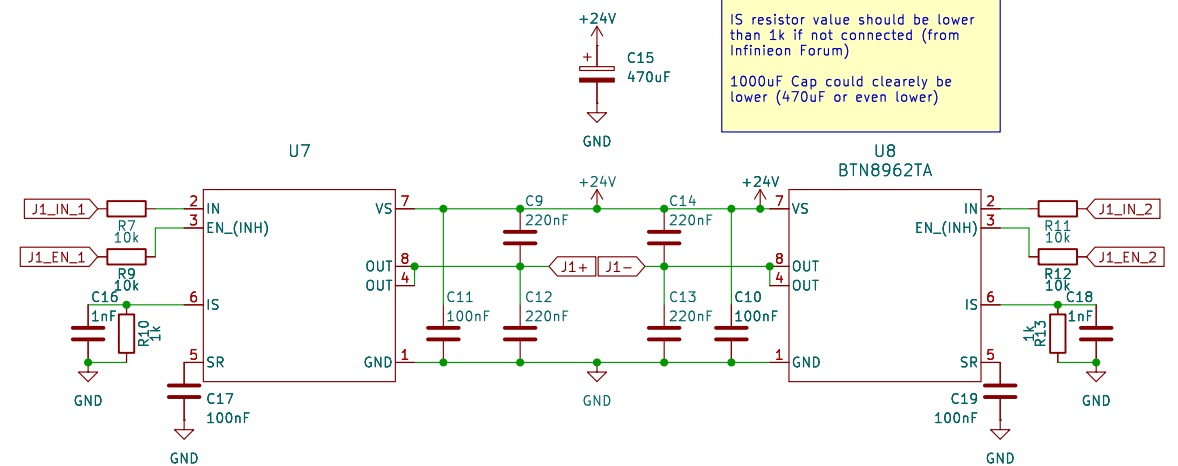 IS resistor value should be lower
than 1k if not connected (from
Infinieon Forum)
1000uF Cap could clearely be
lower (470uF or even lower)
+24V
+
C15
470uF
GND
U7
J1_IN_1
R7
10k
J1_EN_1
R9
10k
C16
1nF
R10
1k
GND
C17
100nF
GND
2
IN
3
EN_(INH)
6
IS
5
SR
VS
7
OUT
8
OUT
4
GND
1
+24V
C9
220nF
C14
220nF
+24V
J1+
J1-
C11
100nF
C12
220nF
C13
220nF
C10
100nF
GND
U8
BTN8962TA
7
VS
8
OUT
4
OUT
1
GND
IN
2
EN_(INH)
3
IS
6
SR
5
R11
10k
J1_IN_2
R12
10k
J1_EN_2
C18
1nF
R13
1k
GND
C19
100nF
GND